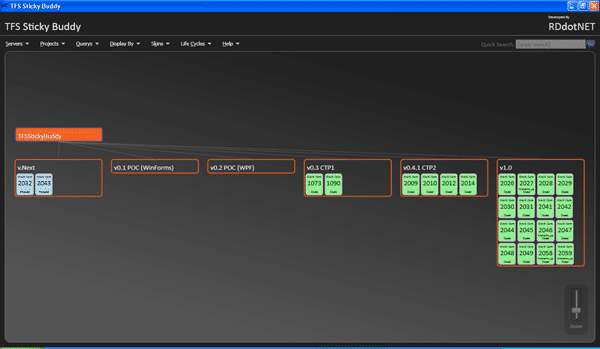 TFS Sticky Buddy
TFS Sticky Buddy
Developed By
RDdotNET
Servers Projects Querys Display By Skins Life Cycles Help
Quick Search
TFSStickyBuddy
v.Next v0.1 POC (WinForms) v0.2 POC (WPF) v0.3 CTP1 v0.4.1 CTP2 v1.0
2032 2043 1073 1090 2009 2010 2012 2014 2026 2027 2028 2029
2030 2031 2041 2042
2044 2045 2046 2047
2048 2049 2058 2059
Zoom